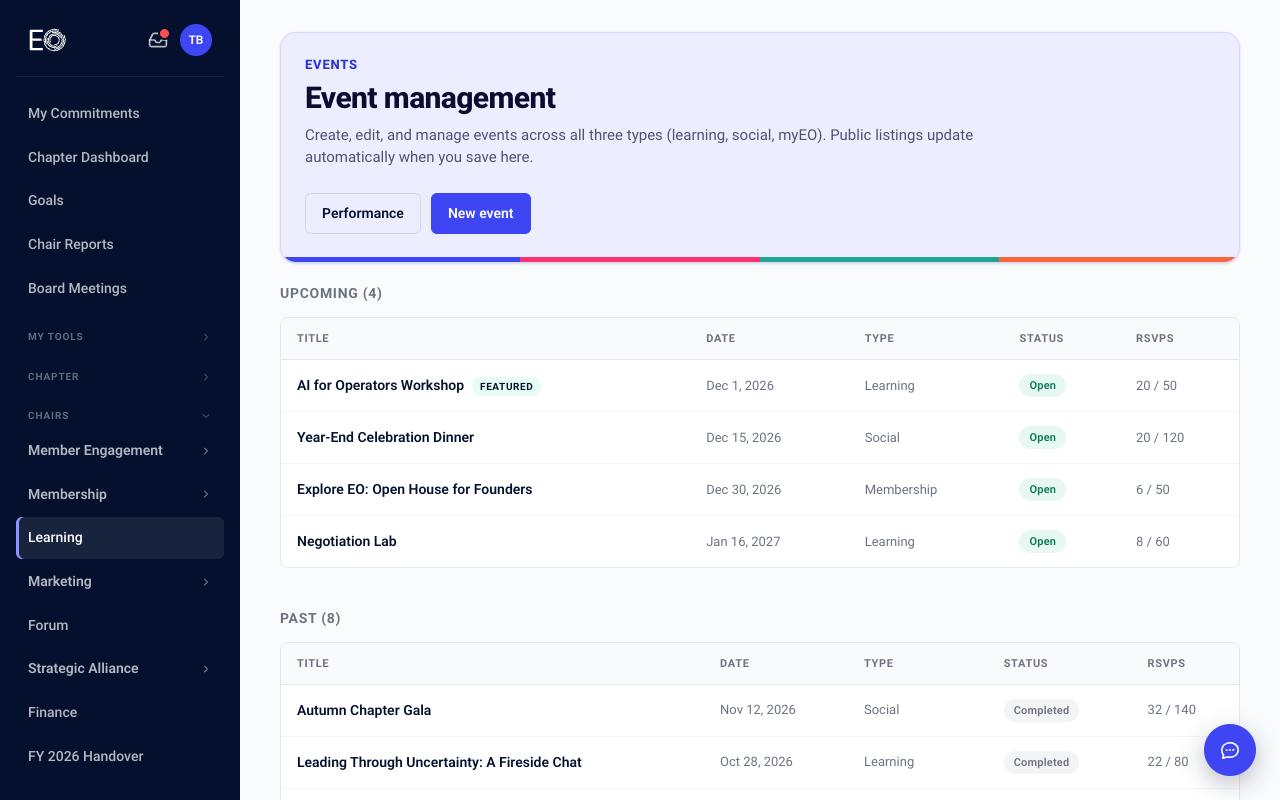 EO
TB
My Commitments
Chapter Dashboard
Goals
Chair Reports
Board Meetings
MY TOOLS
CHAPTER
CHAIRS
Member Engagement
Membership
Learning
Marketing
Forum
Strategic Alliance
Finance
FY 2026 Handover
EVENTS
Event management
Create, edit, and manage events across all three types (learning, social, myEO). Public listings update
automatically when you save here.
Performance
New event
UPCOMING (4)
TITLE DATE TYPE STATUS RSVPS
AI for Operators Workshop FEATURED Dec 1, 2026 Learning Open 20 / 50
Year-End Celebration Dinner Dec 15, 2026 Social Open 20 / 120
Explore EO: Open House for Founders Dec 30, 2026 Membership Open 6 / 50
Negotiation Lab Jan 16, 2027 Learning Open 8 / 60
PAST (8)
TITLE DATE TYPE STATUS RSVPS
Autumn Chapter Gala Nov 12, 2026 Social Completed 32 / 140
Leading Through Uncertainty: A Fireside Chat Oct 28, 2026 Learning Completed 22 / 80